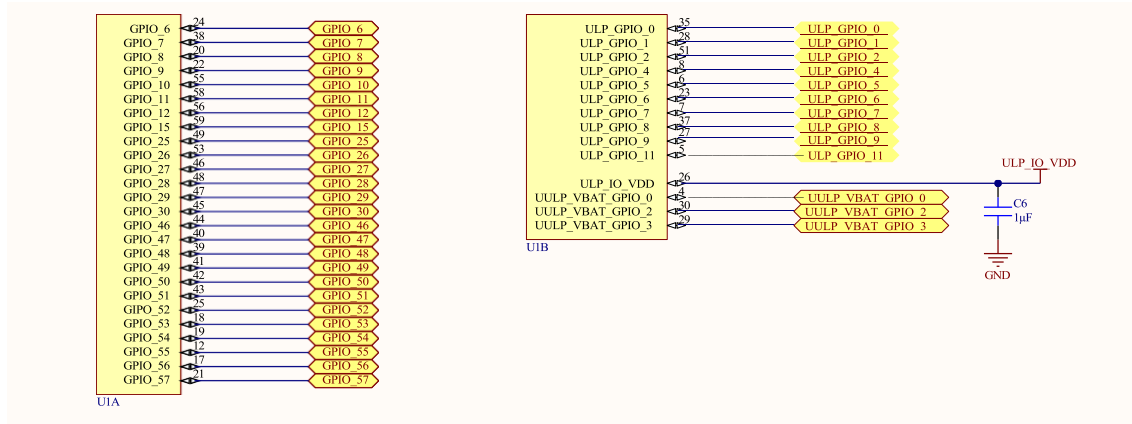 GPIO_6 24 GPIO_6
GPIO_7 38 GPIO_7
GPIO_8 20 GPIO_8
GPIO_9 22 GPIO_9
GPIO_10 55 GPIO_10
GPIO_11 58 GPIO_11
GPIO_12 56 GPIO_12
GPIO_15 59 GPIO_15
GPIO_25 49 GPIO_25
GPIO_26 53 GPIO_26
GPIO_27 46 GPIO_27
GPIO_28 48 GPIO_28
GPIO_29 47 GPIO_29
GPIO_30 45 GPIO_30
GPIO_46 44 GPIO_46
GPIO_47 40 GPIO_47
GPIO_48 39 GPIO_48
GPIO_49 41 GPIO_49
GPIO_50 42 GPIO_50
GPIO_51 43 GPIO_51
GIPO_52 25 GPIO_52
GPIO_53 18 GPIO_53
GPIO_54 19 GPIO_54
GPIO_55 12 GPIO_55
GPIO_56 17 GPIO_56
GPIO_57 21 GPIO_57
U1A
ULP_GPIO_0 35 ULP_GPIO_0
ULP_GPIO_1 28 ULP_GPIO_1
ULP_GPIO_2 51 ULP_GPIO_2
ULP_GPIO_4 8 ULP_GPIO_4
ULP_GPIO_5 6 ULP_GPIO_5
ULP_GPIO_6 23 ULP_GPIO_6
ULP_GPIO_7 7 ULP_GPIO_7
ULP_GPIO_8 37 ULP_GPIO_8
ULP_GPIO_9 27 ULP_GPIO_9
ULP_GPIO_11 5 ULP_GPIO_11
ULP_IO_VDD 26 ULP_IO_VDD
UULP_VBAT_GPIO_0 4 UULP_VBAT_GPIO_0
UULP_VBAT_GPIO_2 30 UULP_VBAT_GPIO_2
UULP_VBAT_GPIO_3 29 UULP_VBAT_GPIO_3
U1B
C6
1µF
GND